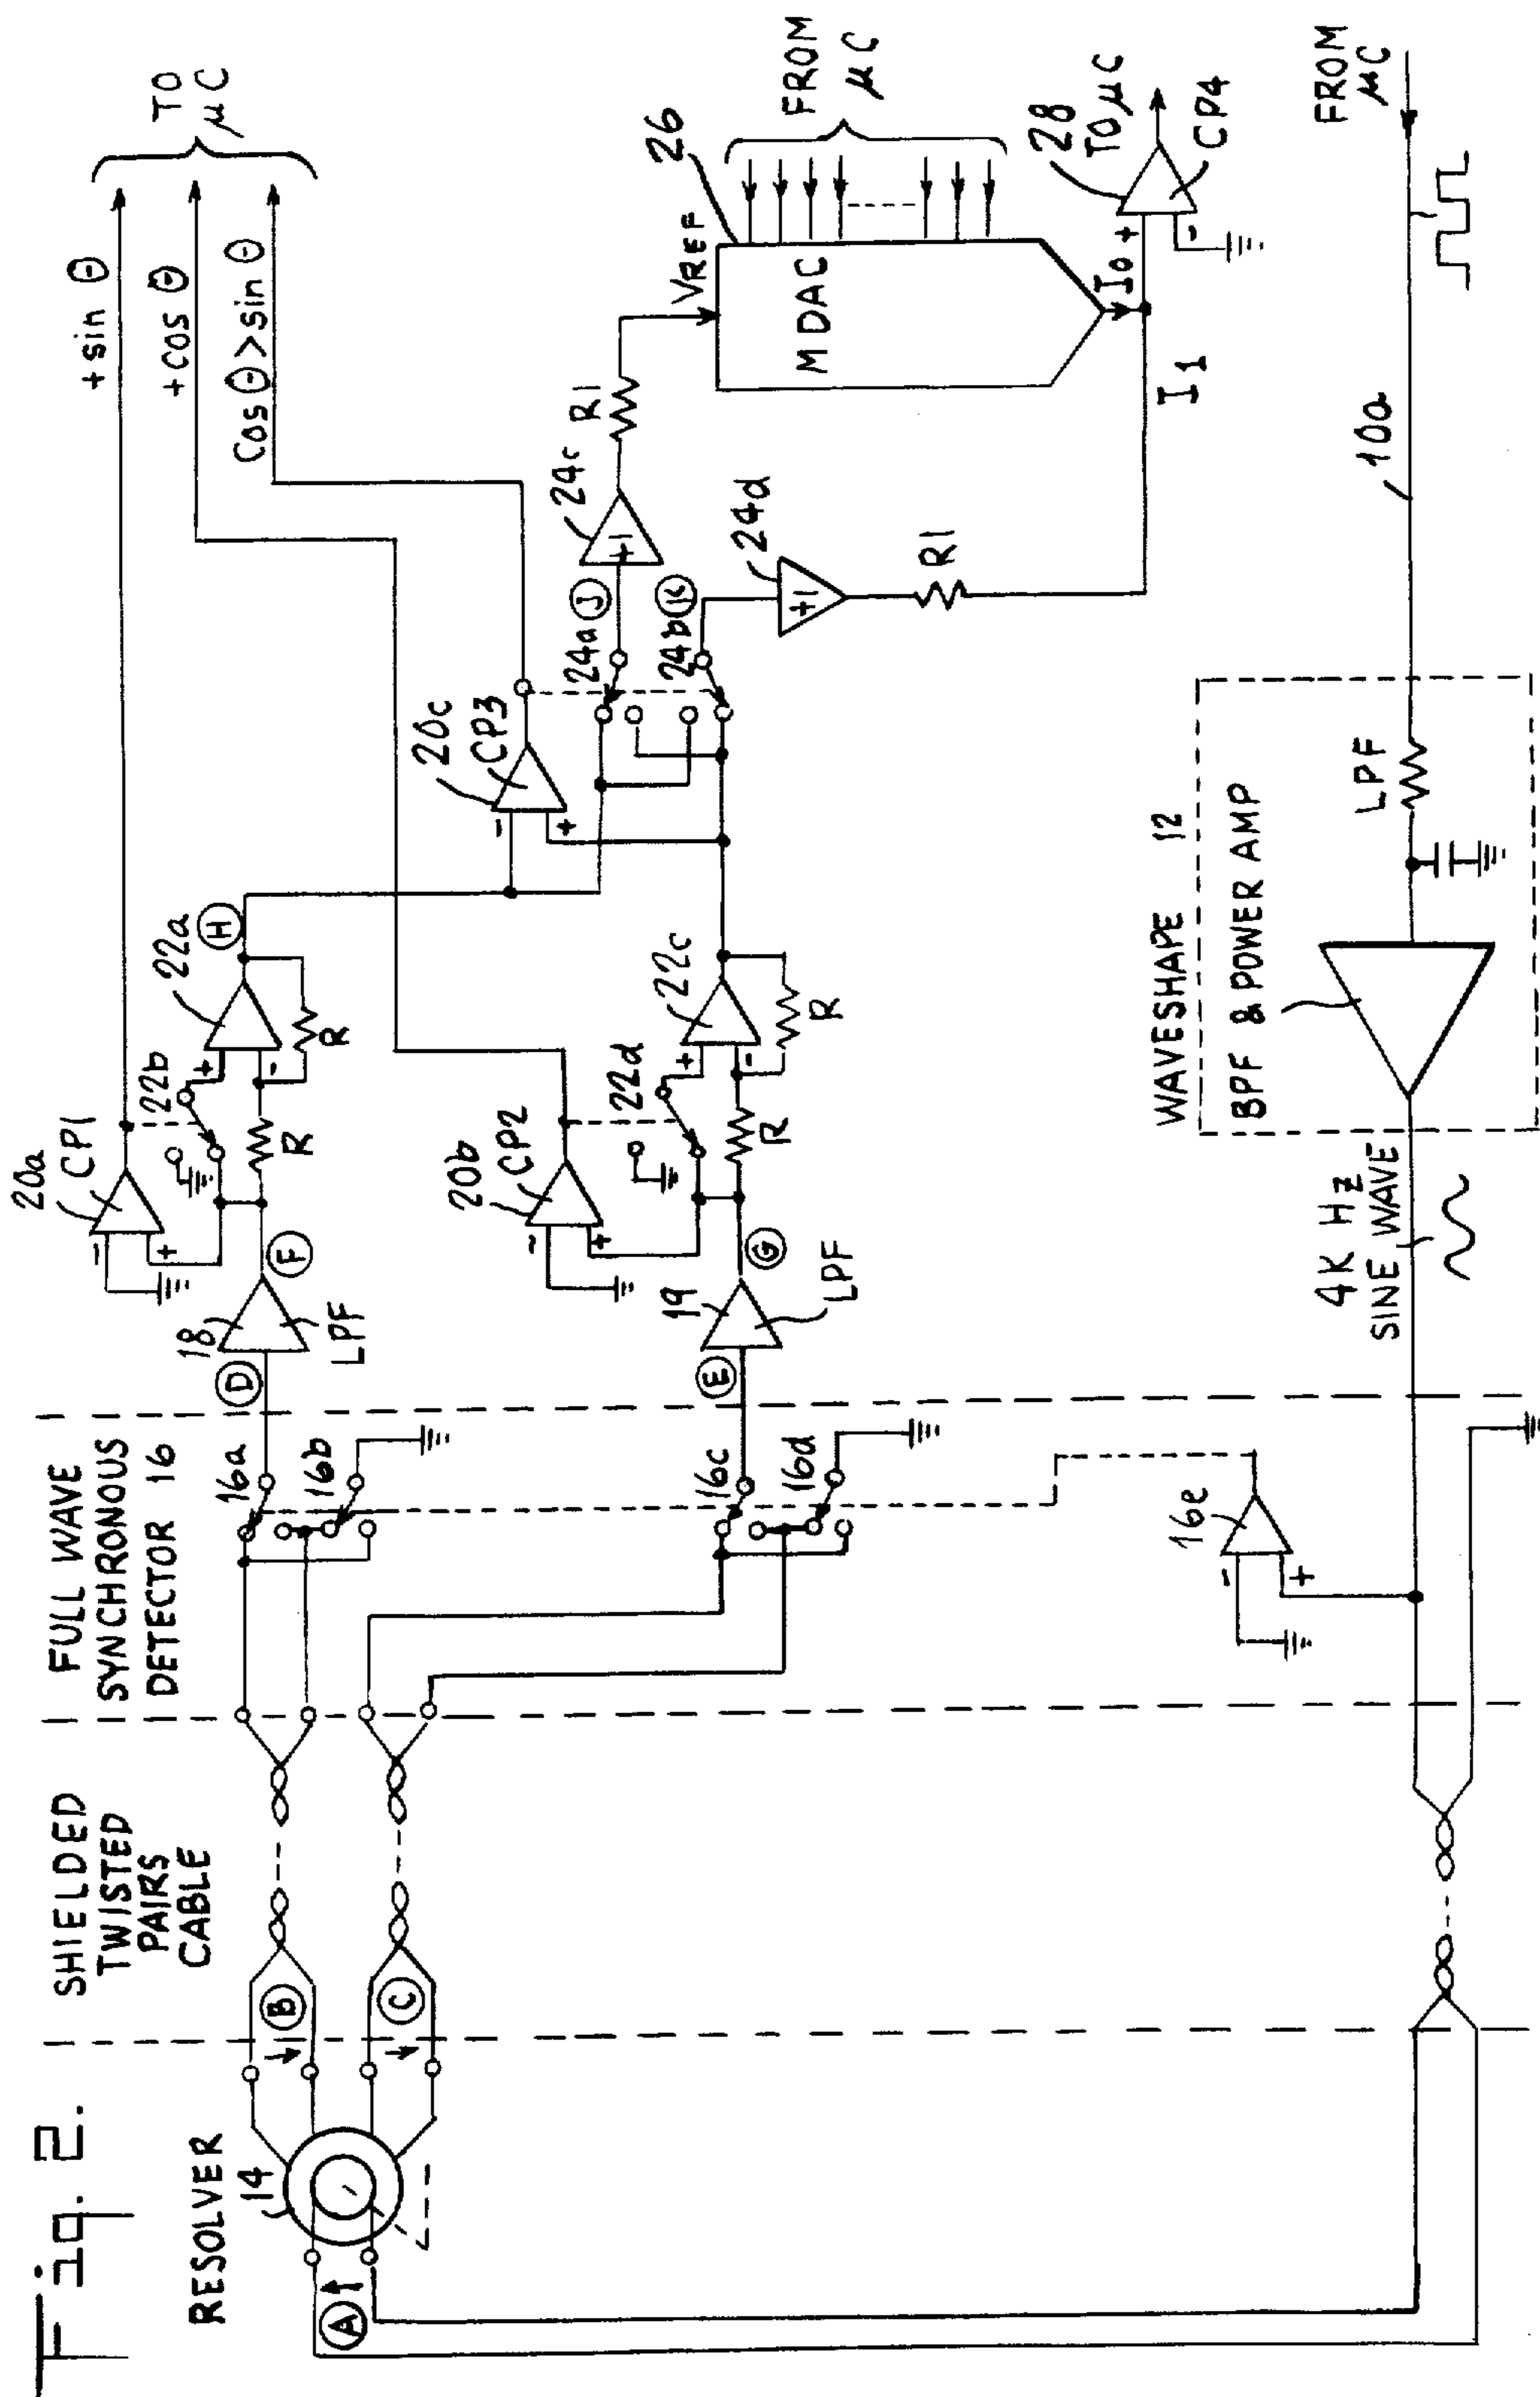 Fig. 2.
RESOLVER
14
A
B
C
SHIELDED
TWISTED
PAIRS
CABLE
FULL WAVE
SYNCHRONOUS
DETECTOR 16
16a
16b
16c
16d
16e
-
+
D
18
LPF
F
E
19
LPF
G
20a
CP1
-
+
22b
R
+
-
22a
R
H
20b
CP2
-
+
22d
R
+
-
22c
R
20c
CP3
-
+
24a
J
24b
K
+1
24c
R1
+1
24d
R1
+sin Θ
+cos Θ
Cos Θ>sin Θ
TO
μC
VREF
26
MDAC
FROM
μC
I0
I1
+
-
28
TO μC
CP4
4K Hz
SINE WAVE
WAVESHAPE 12
BPF & POWER AMP
LPF
10a
FROM
μC